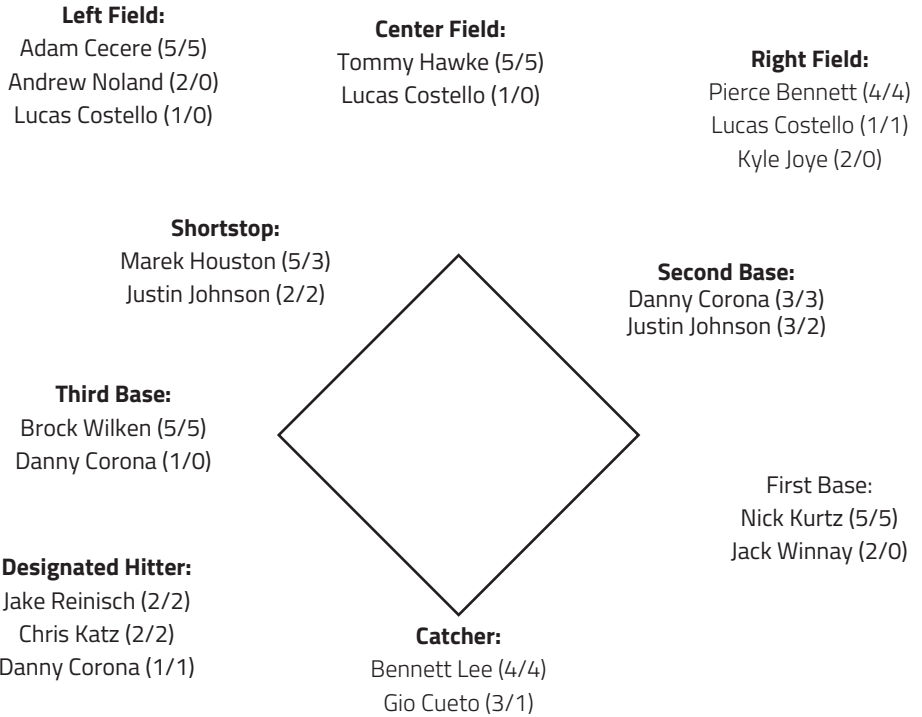 Left Field:
Adam Cecere (5/5)
Andrew Noland (2/0)
Lucas Costello (1/0)
Center Field:
Tommy Hawke (5/5)
Lucas Costello (1/0)
Right Field:
Pierce Bennett (4/4)
Lucas Costello (1/1)
Kyle Joye (2/0)
Shortstop:
Marek Houston (5/3)
Justin Johnson (2/2)
Second Base:
Danny Corona (3/3)
Justin Johnson (3/2)
Third Base:
Brock Wilken (5/5)
Danny Corona (1/0)
First Base:
Nick Kurtz (5/5)
Jack Winnay (2/0)
Designated Hitter:
Jake Reinisch (2/2)
Chris Katz (2/2)
Danny Corona (1/1)
Catcher:
Bennett Lee (4/4)
Gio Cueto (3/1)